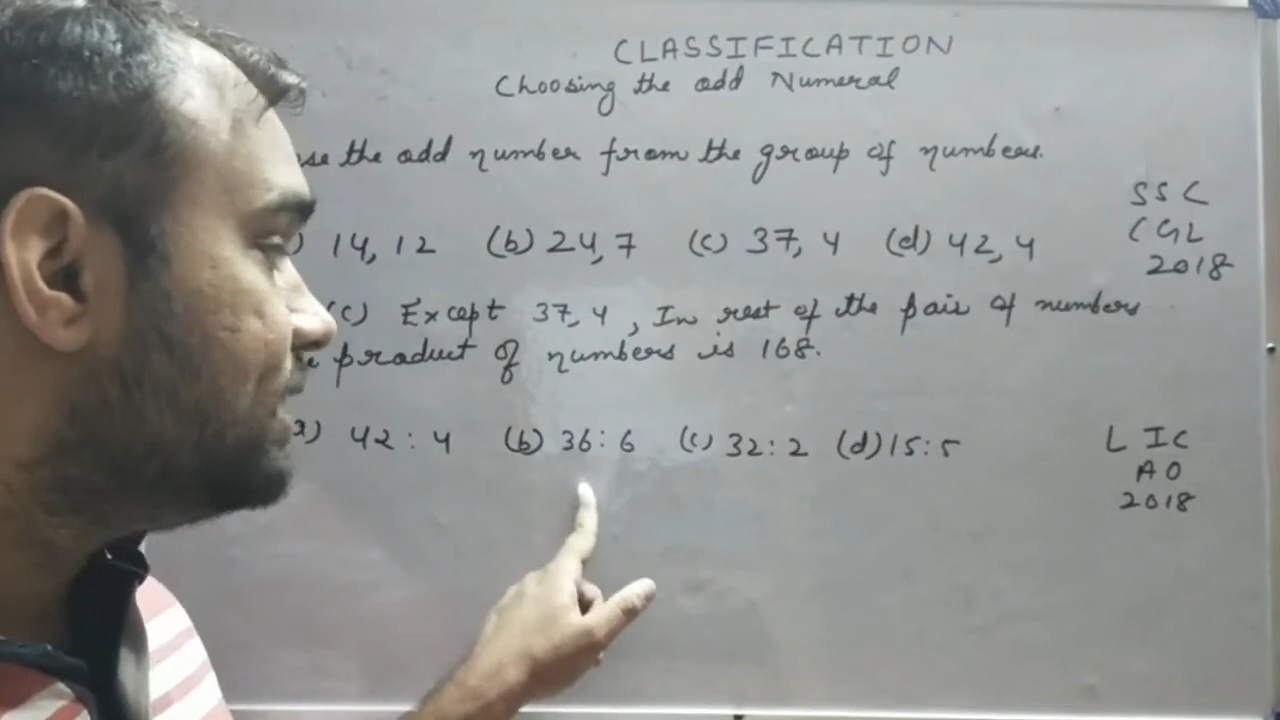 CLASSIFICATION
Choosing the odd Numeral
the odd number from the group of numbers.
) 14, 12 (b) 24, 7 (c) 37, 4 (d) 42, 4
SSC
CGL
2018
(c) Except 37, 4, In rest of the pair of numbers
product of numbers is 168.
a) 42 : 4 (b) 36 : 6 (c) 32 : 2 (d) 15 : 5
LIC
AO
2018